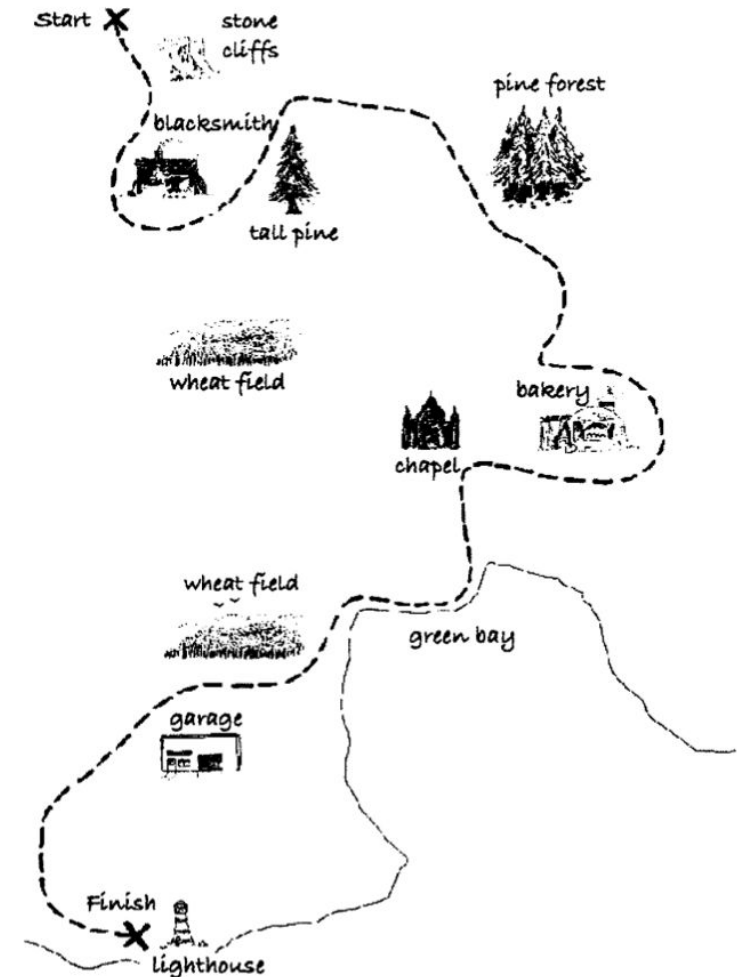 Start
stone
cliffs
pine forest
blacksmith
tall pine
wheat field
bakery
chapel
wheat field
green bay
garage
Finish
lighthouse